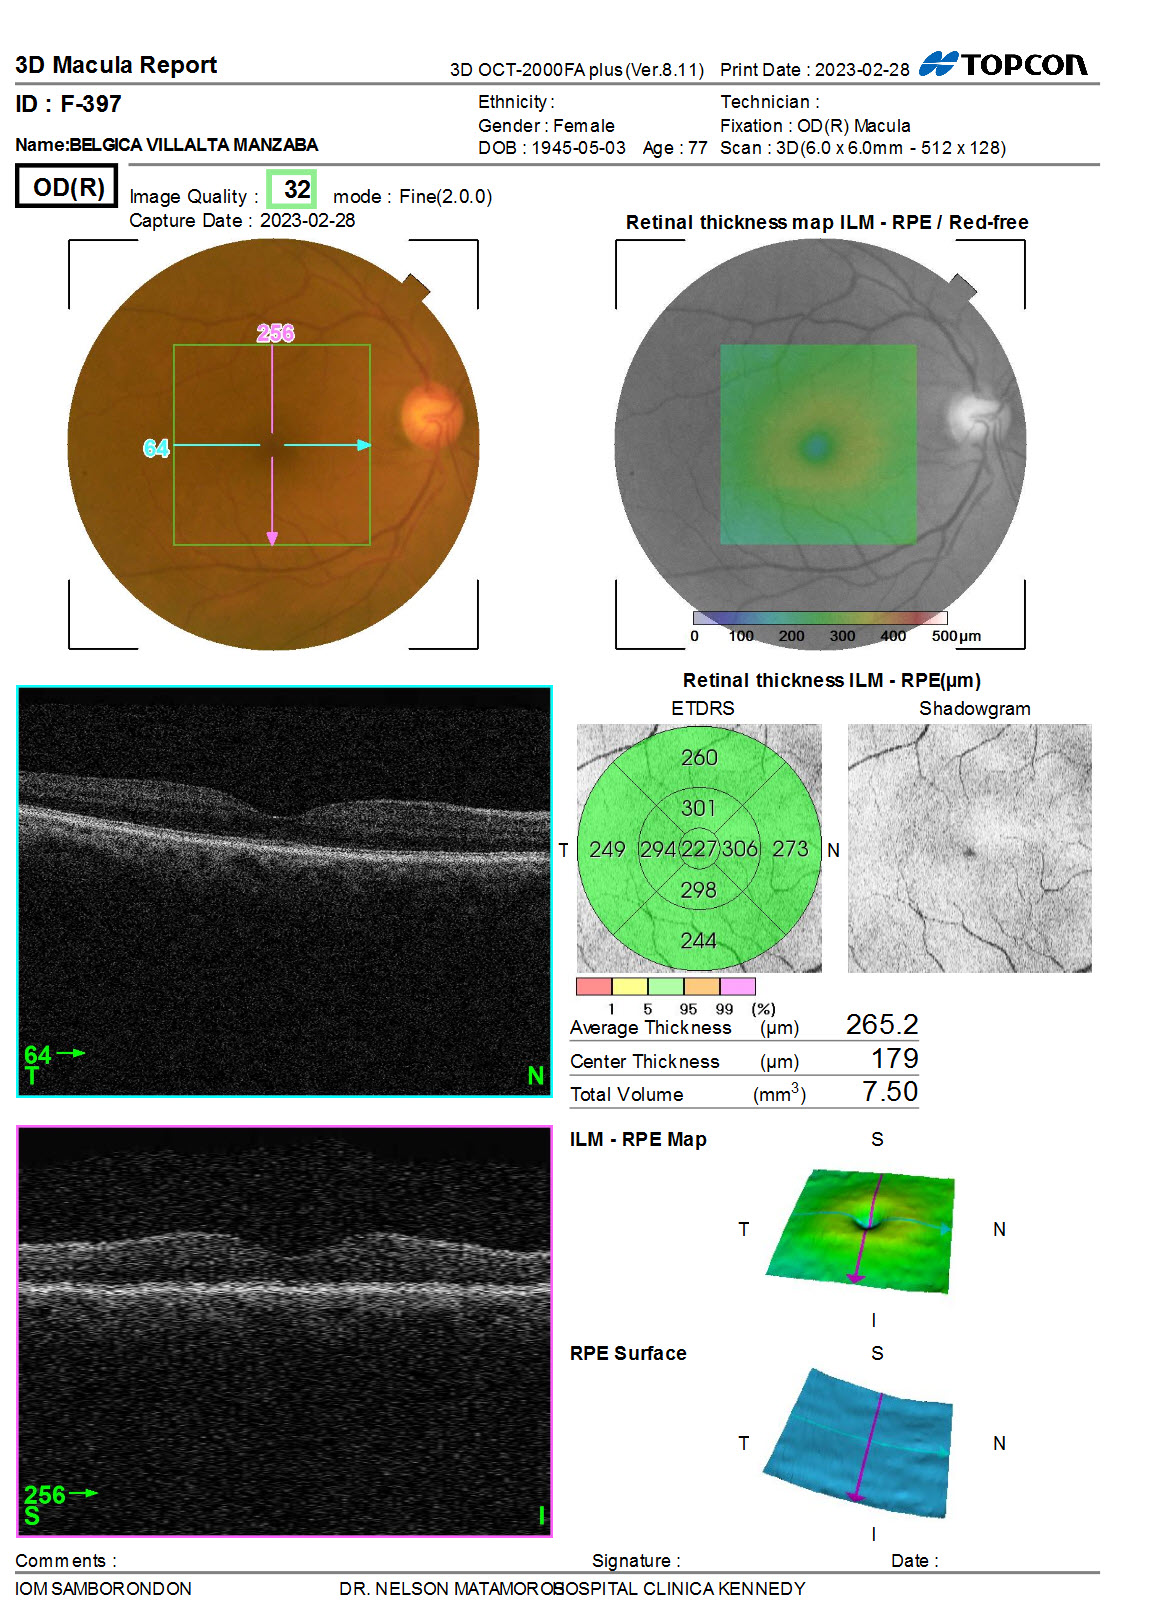 3D Macula Report
3D OCT-2000FA plus(Ver.8.11) Print Date : 2023-02-28 TOPCON
ID : F-397
Ethnicity :
Technician :
Gender : Female
Fixation : OD(R) Macula
Name:BELGICA VILLALTA MANZABA
DOB : 1945-05-03 Age : 77 Scan : 3D(6.0 x 6.0mm - 512 x 128)
OD(R)
Image Quality : 32 mode : Fine(2.0.0)
Capture Date : 2023-02-28
Retinal thickness map ILM - RPE / Red-free
256
64
0 100 200 300 400 500μm
Retinal thickness ILM - RPE(μm)
ETDRS Shadowgram
260
301
T 249 294 227 306 273 N
298
244
1 5 95 99 (%)
Average Thickness (μm) 265.2
Center Thickness (μm) 179
Total Volume (mm3) 7.50
64
T N
ILM - RPE Map
S
T N
I
RPE Surface
S
T N
I
256
S I
Comments :
Signature :
Date :
IOM SAMBORONDON
DR. NELSON MATAMOROS
HOSPITAL CLINICA KENNEDY